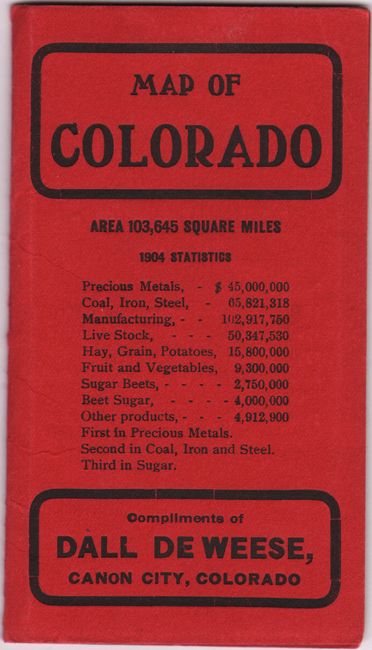 MAP OF
COLORADO
AREA 103,645 SQUARE MILES
1904 STATISTICS
Precious Metals, - $ 45,000,000
Coal, Iron, Steel, - 65,821,318
Manufacturing, - - 102,917,750
Live Stock, - - - 50,347,530
Hay, Grain, Potatoes, 15,800,000
Fruit and Vegetables, 9,300,000
Sugar Beets, - - - - 2,750,000
Beet Sugar, - - - - 4,000,000
Other products, - - - 4,912,900
First in Precious Metals.
Second in Coal, Iron and Steel.
Third in Sugar.
Compliments of
DALL DE WEESE,
CANON CITY, COLORADO